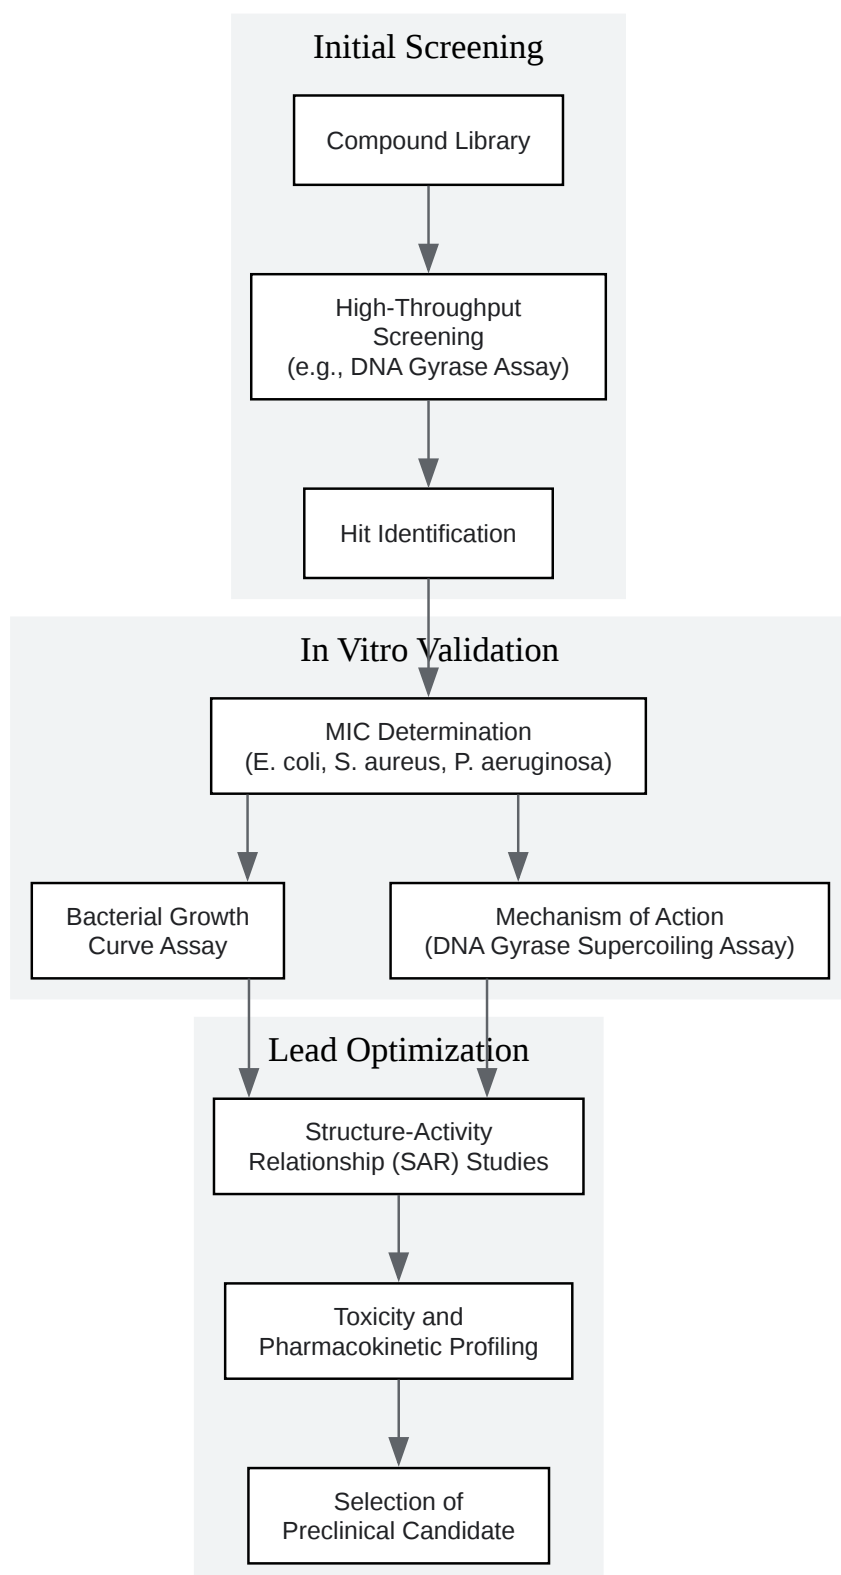 Initial Screening
Compound Library
High-Throughput
Screening
(e.g., DNA Gyrase Assay)
Hit Identification
In Vitro Validation
MIC Determination
(E. coli, S. aureus, P. aeruginosa)
Bacterial Growth
Curve Assay
Mechanism of Action
(DNA Gyrase Supercoiling Assay)
Lead Optimization
Structure-Activity
Relationship (SAR) Studies
Toxicity and
Pharmacokinetic Profiling
Selection of
Preclinical Candidate